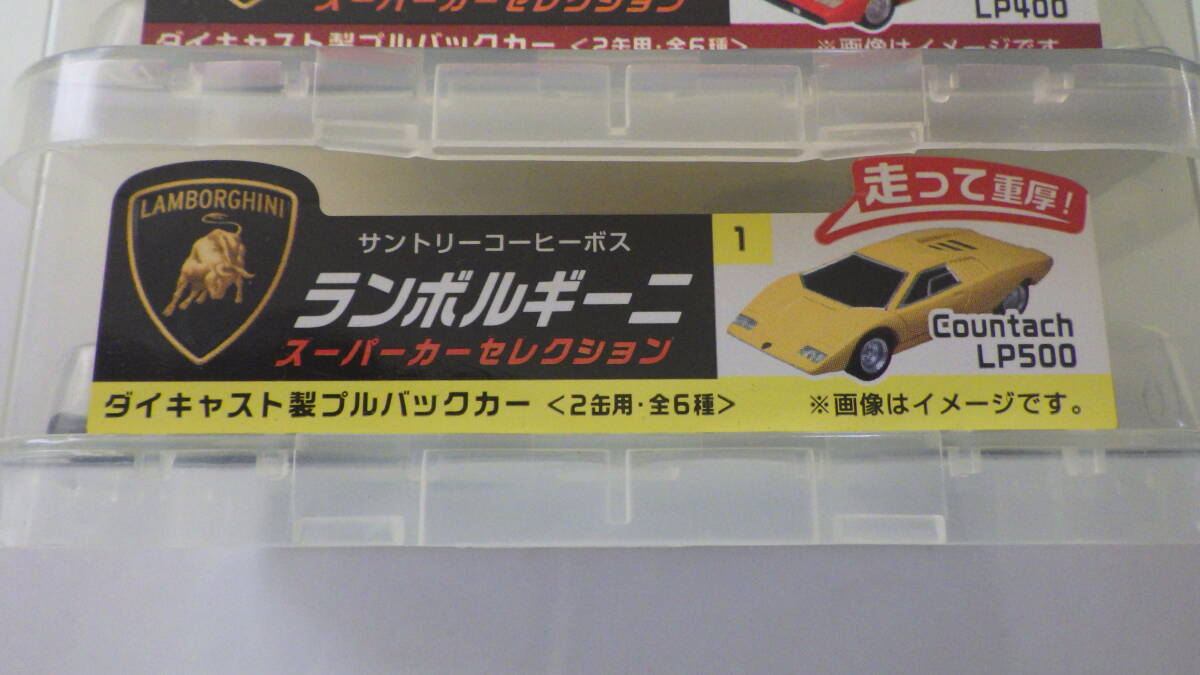 スーパーカーセレクション
LP400
ダイキャスト製プルバックカー <2缶用・全6種> ※画像はイメージです。
LAMBORGHINI
サントリーコーヒーボス
ランボルギーニ
スーパーカーセレクション
1
走って重厚!
Countach
LP500
ダイキャスト製プルバックカー <2缶用・全6種> ※画像はイメージです。